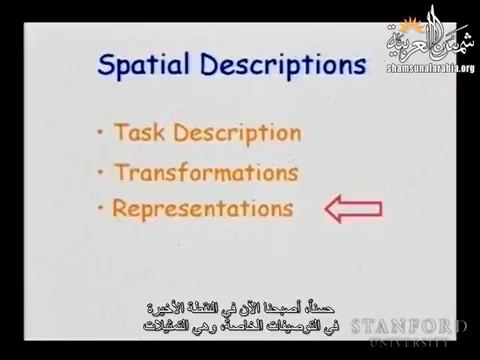 شمس العربية
shamsunalarabia.org
Spatial Descriptions
• Task Description
• Transformations
• Representations
حسناً، أصبحنا الآن في النقطة الأخيرة
في التوصيفات الخاصة، وهي التمثيلات
STANFORD
UNIVERSITY